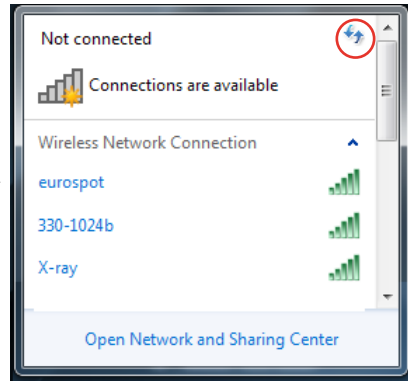 Not connected
Connections are available
Wireless Network Connection
eurospot
330-1024b
X-ray
Open Network and Sharing Center